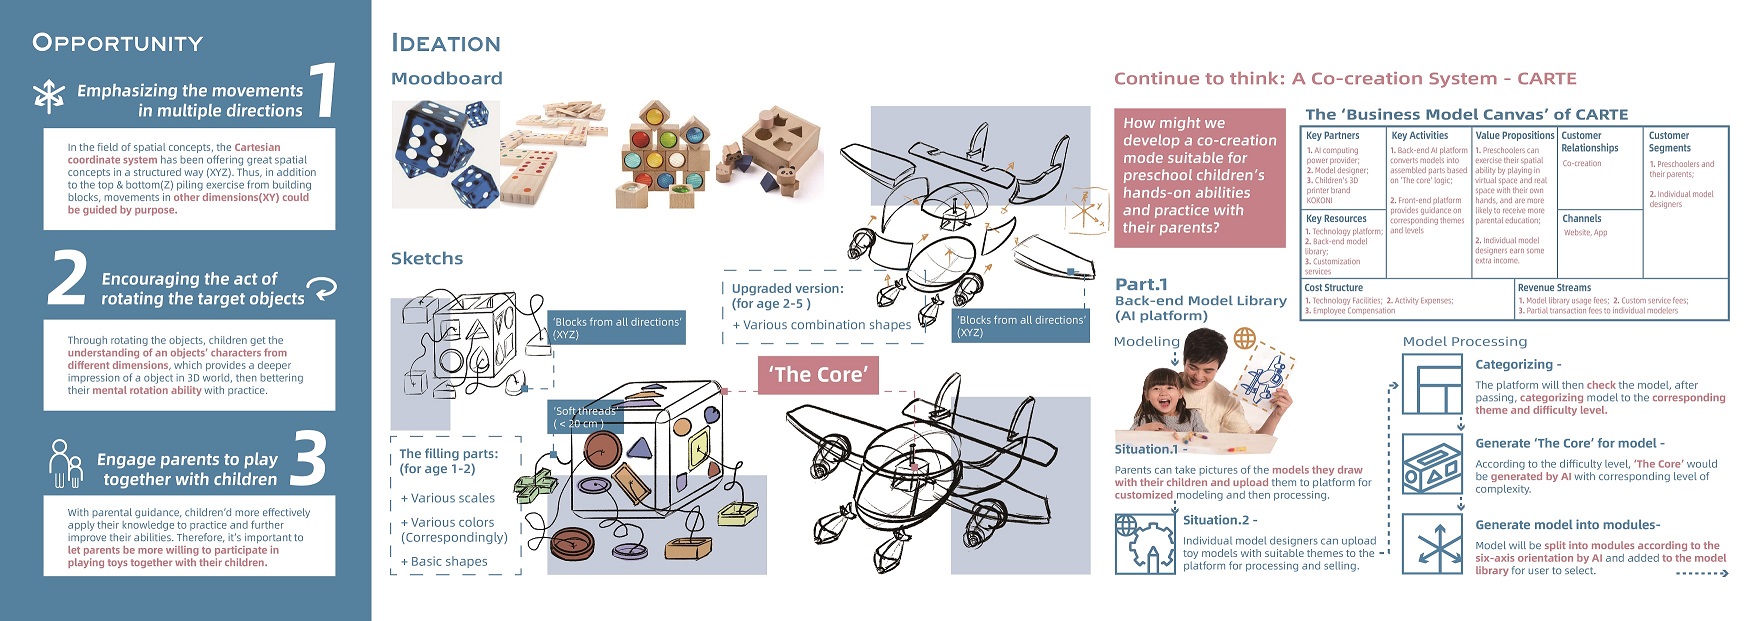 OPPORTUNITY
1
Emphasizing the movements
in multiple directions
In the field of spatial concepts, the Cartesian
coordinate system has been offering great spatial
concepts in a structured way (XYZ). Thus, in addition
to the top & bottom(Z) piling exercise from building
blocks, movements in other dimensions(XY) could
be guided by purpose.
2
Encouraging the act of
rotating the target objects
Through rotating the objects, children get the
understanding of an objects' characters from
different dimensions, which provides a deeper
impression of a object in 3D world, then bettering
their mental rotation ability with practice.
3
Engage parents to play
together with children
With parental guidance, children'd more effectively
apply their knowledge to practice and further
improve their abilities. Therefore, it's important to
let parents be more willing to participate in
playing toys together with their children.
IDEATION
Moodboard
Sketchs
'Blocks from all directions'
(XYZ)
'Soft threads'
( < 20 cm )
The filling parts:
(for age 1-2)
+ Various scales
+ Various colors
(Correspondingly)
+ Basic shapes
Upgraded version:
(for age 2-5 )
+ Various combination shapes
'Blocks from all directions'
(XYZ)
'The Core'
Continue to think: A Co-creation System - CARTE
How might we
develop a co-creation
mode suitable for
preschool children's
hands-on abilities
and practice with
their parents?
The 'Business Model Canvas' of CARTE
Key Partners
1. AI computing
power provider;
2. Model designer;
3. Children's 3D
printer brand
KOKONI
Key Resources
1. Technology platform;
2. Back-end model
library;
3. Customization
services
Key Activities
1. Back-end AI platform
converts models into
assembled parts based
on 'The core' logic;
2. Front-end platform
provides guidance on
corresponding themes
and levels
Value Propositions
1. Preschoolers can
exercise their spatial
ability by playing in
virtual space and real
space with their own
hands, and are more
likely to receive more
parental education;
2. Individual model
designers earn some
extra income.
Customer
Relationships
Co-creation
Channels
Website, App
Customer
Segments
1. Preschoolers and
their parents;
2. Individual model
designers
Cost Structure
1. Technology Facilities; 2. Activity Expenses;
3. Employee Compensation
Revenue Streams
1. Model library usage fees; 2. Custom service fees;
3. Partial transaction fees to individual modelers
Part.1
Back-end Model Library
(AI platform)
Modeling
Situation.1 -
Parents can take pictures of the models they draw
with their children and upload them to platform for
customized modeling and then processing.
Situation.2 -
Individual model designers can upload
toy models with suitable themes to the
platform for processing and selling.
Model Processing
Categorizing -
The platform will then check the model, after
passing, categorizing model to the corresponding
theme and difficulty level.
Generate 'The Core' for model -
According to the difficulty level, 'The Core' would
be generated by AI with corresponding level of
complexity.
Generate model into modules-
Model will be split into modules according to the
six-axis orientation by AI and added to the model
library for user to select.